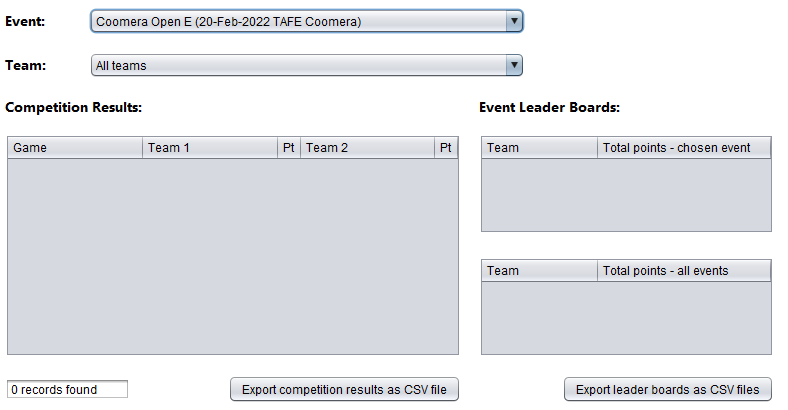 Event: Coomera Open E (20-Feb-2022 TAFE Coomera)
Team: All teams
Competition Results: Event Leader Boards:
Game Team 1 Pt Team 2 Pt Team Total points - chosen event
Team Total points - all events
0 records found Export competition results as CSV file Export leader boards as CSV files